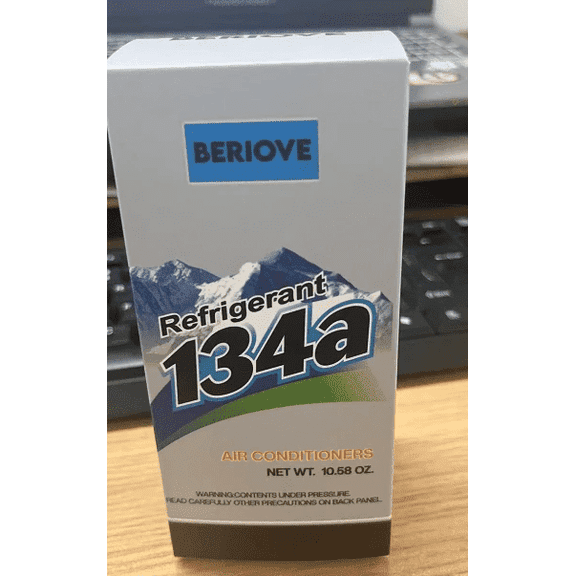 BERIOVE
Refrigerant
134a
AIR CONDITIONERS
NET WT. 10.58 OZ.
WARNING:CONTENTS UNDER PRESSURE
READ CAREFULLY OTHER PRECAUTIONS ON BACK PANEL.